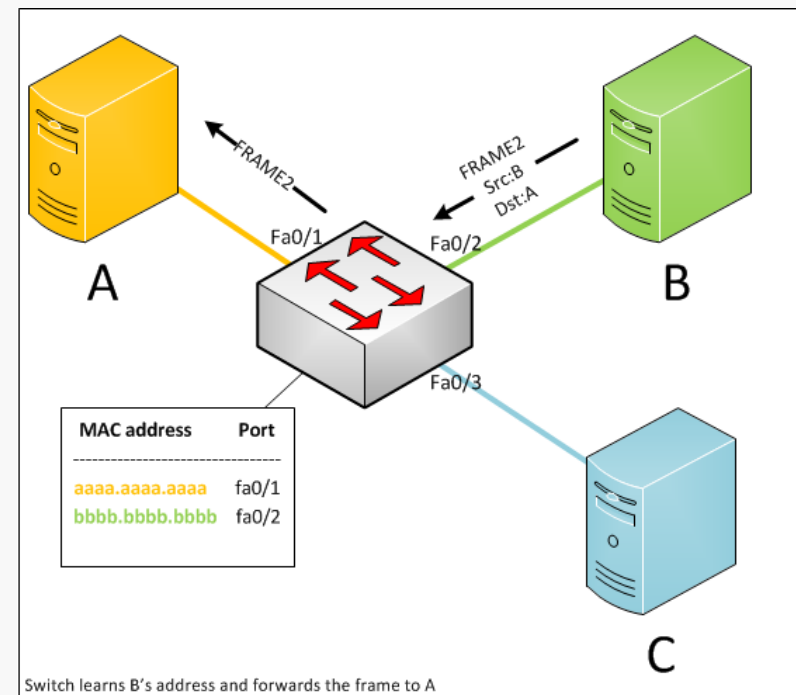 FRAME2
FRAME2
Src:B
Dst:A
Fa0/1
Fa0/2
A
B
Fa0/3
MAC address Port
----------------------------------
aaaa.aaaa.aaaa fa0/1
bbbb.bbbb.bbbb fa0/2
C
Switch learns B's address and forwards the frame to A